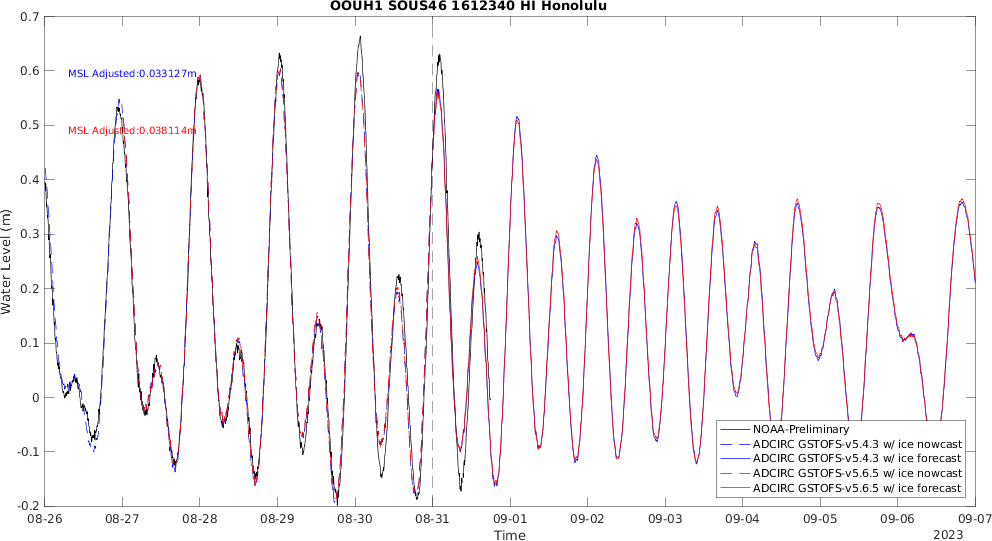 OOUH1 SOUS46 1612340 HI Honolulu
0.7
0.6
0.5
0.4
0.3
0.2
0.1
0
-0.1
-0.2
Water Level (m)
MSL Adjusted:0.033127m
MSL Adjusted:0.038114m
NOAA-Preliminary
ADCIRC GSTOFS-v5.4.3 w/ ice nowcast
ADCIRC GSTOFS-v5.4.3 w/ ice forecast
ADCIRC GSTOFS-v5.6.5 w/ ice nowcast
ADCIRC GSTOFS-v5.6.5 w/ ice forecast
08-26 08-27 08-28 08-29 08-30 08-31 09-01 09-02 09-03 09-04 09-05 09-06 09-07
Time
2023